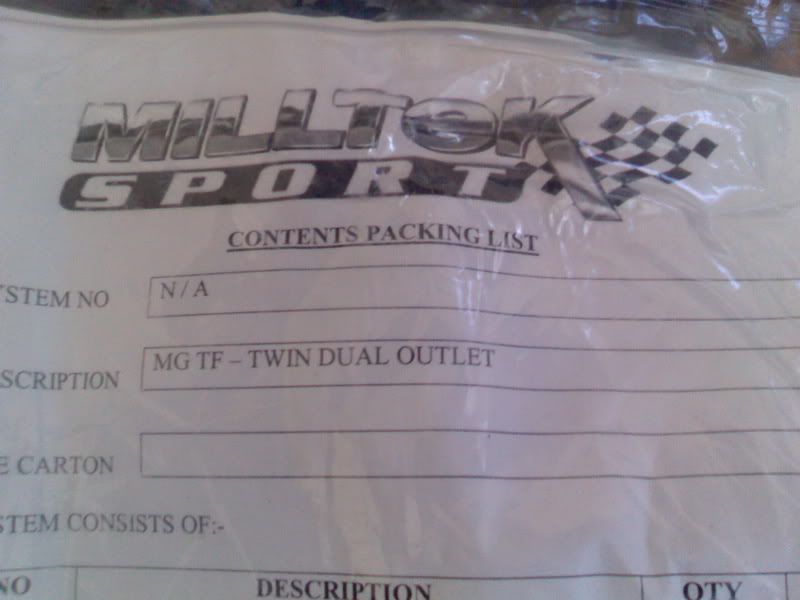 MILLTEK
SPORT
CONTENTS PACKING LIST
YSTEM NO N / A
SCRIPTION MG TF – TWIN DUAL OUTLET
E CARTON
STEM CONSISTS OF:-
NO DESCRIPTION QTY